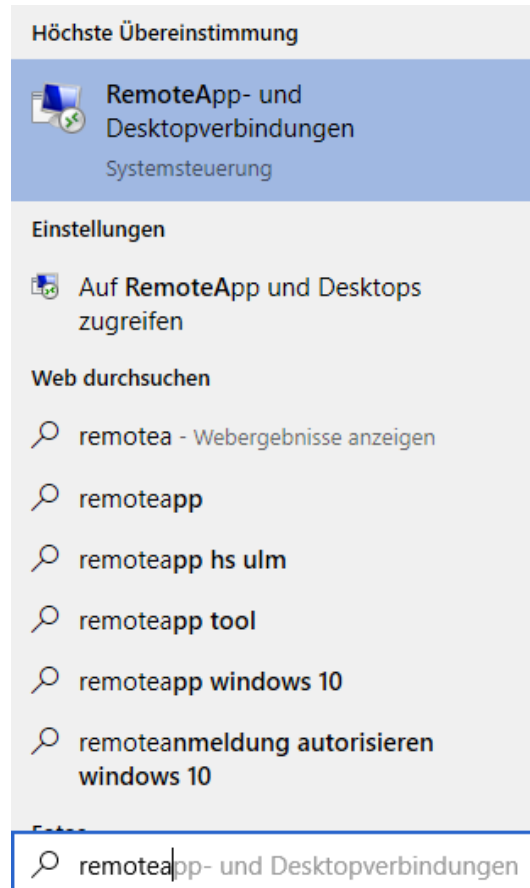 Höchste Übereinstimmung
RemoteApp- und
Desktopverbindungen
Systemsteuerung
Einstellungen
Auf RemoteApp und Desktops
zugreifen
Web durchsuchen
remotea - Webergebnisse anzeigen
remoteapp
remoteapp hs ulm
remoteapp tool
remoteapp windows 10
remoteanmeldung autorisieren
windows 10
remoteapp- und Desktopverbindungen